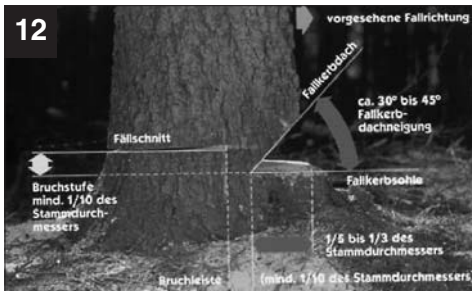 12
vorgesehene Fallrichtung
Fallkerbdach
ca. 30° bis 45°
Fallkerb-
dachneigung
Fällschnitt
Bruchstufe
mind. 1/10 des
Stammdurch-
messers
Fallkerbsohle
1/5 bis 1/3 des
Stammdurchmessers
Bruchleiste
(mind. 1/10 des Stammdurchmessers)